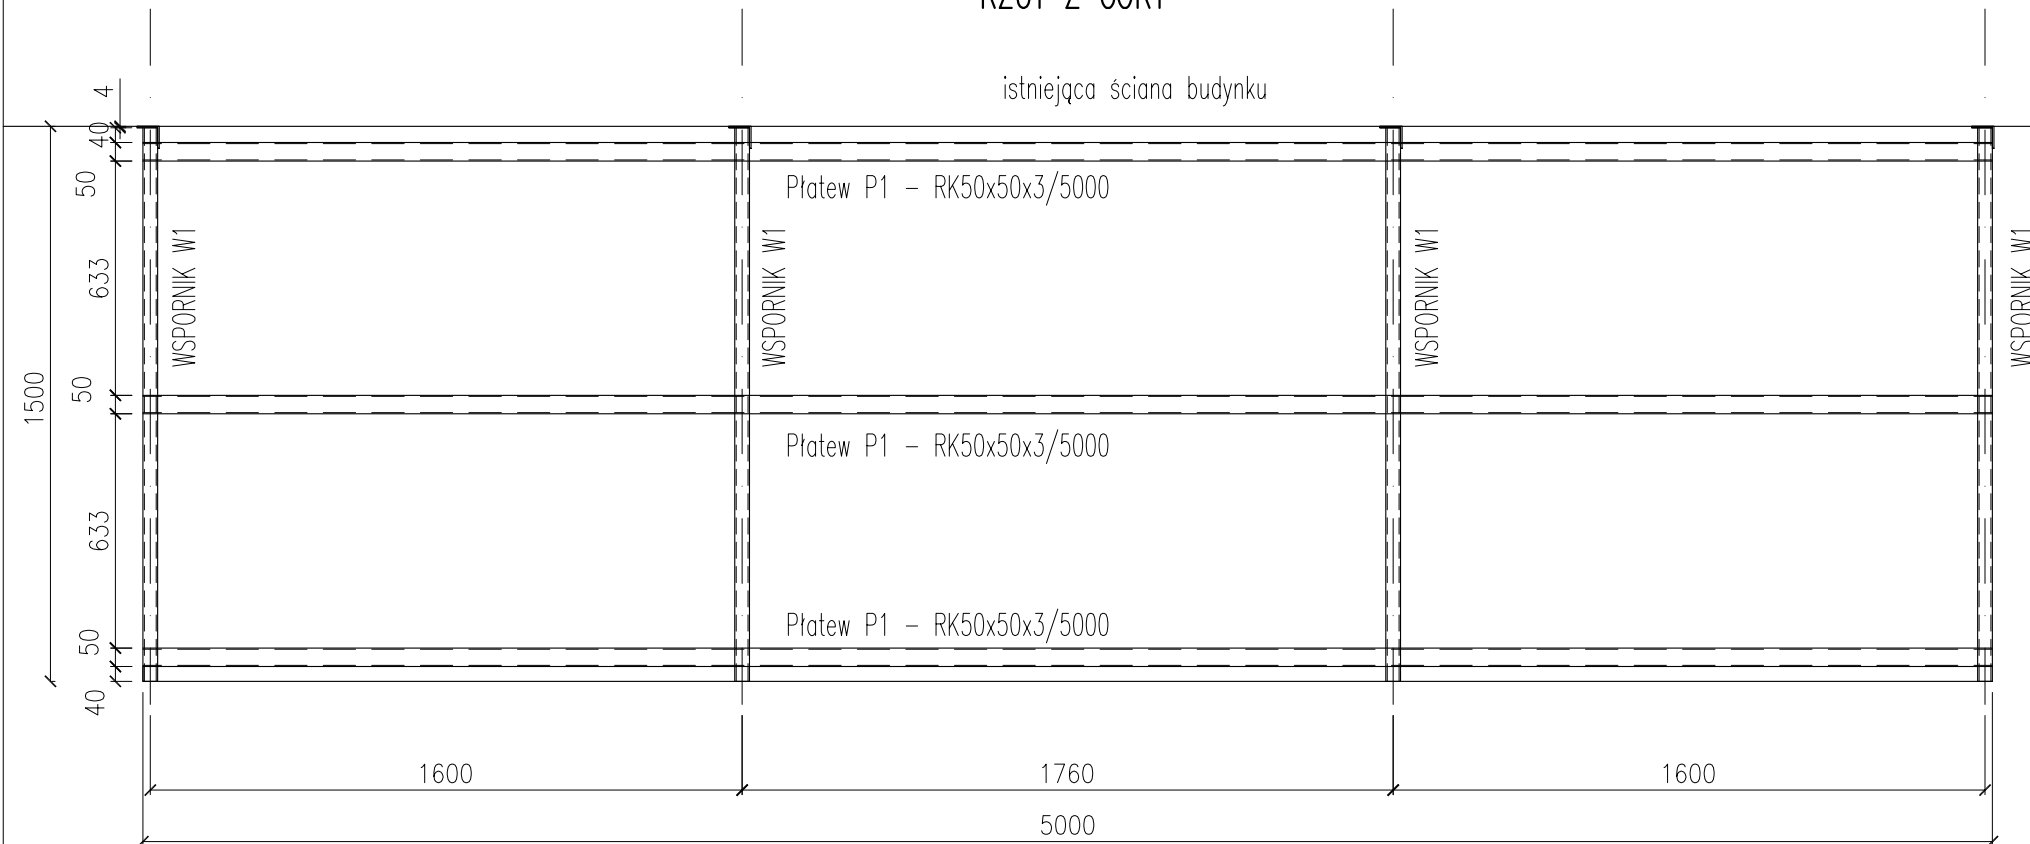 istniejąca ściana budynku
4
40
50
Płatew P1 - RK50x50x3/5000
WSPORNIK W1
WSPORNIK W1
WSPORNIK W1
WSPORNIK W1
633
1500
50
Płatew P1 - RK50x50x3/5000
633
Płatew P1 - RK50x50x3/5000
50
40
1600
1760
1600
5000